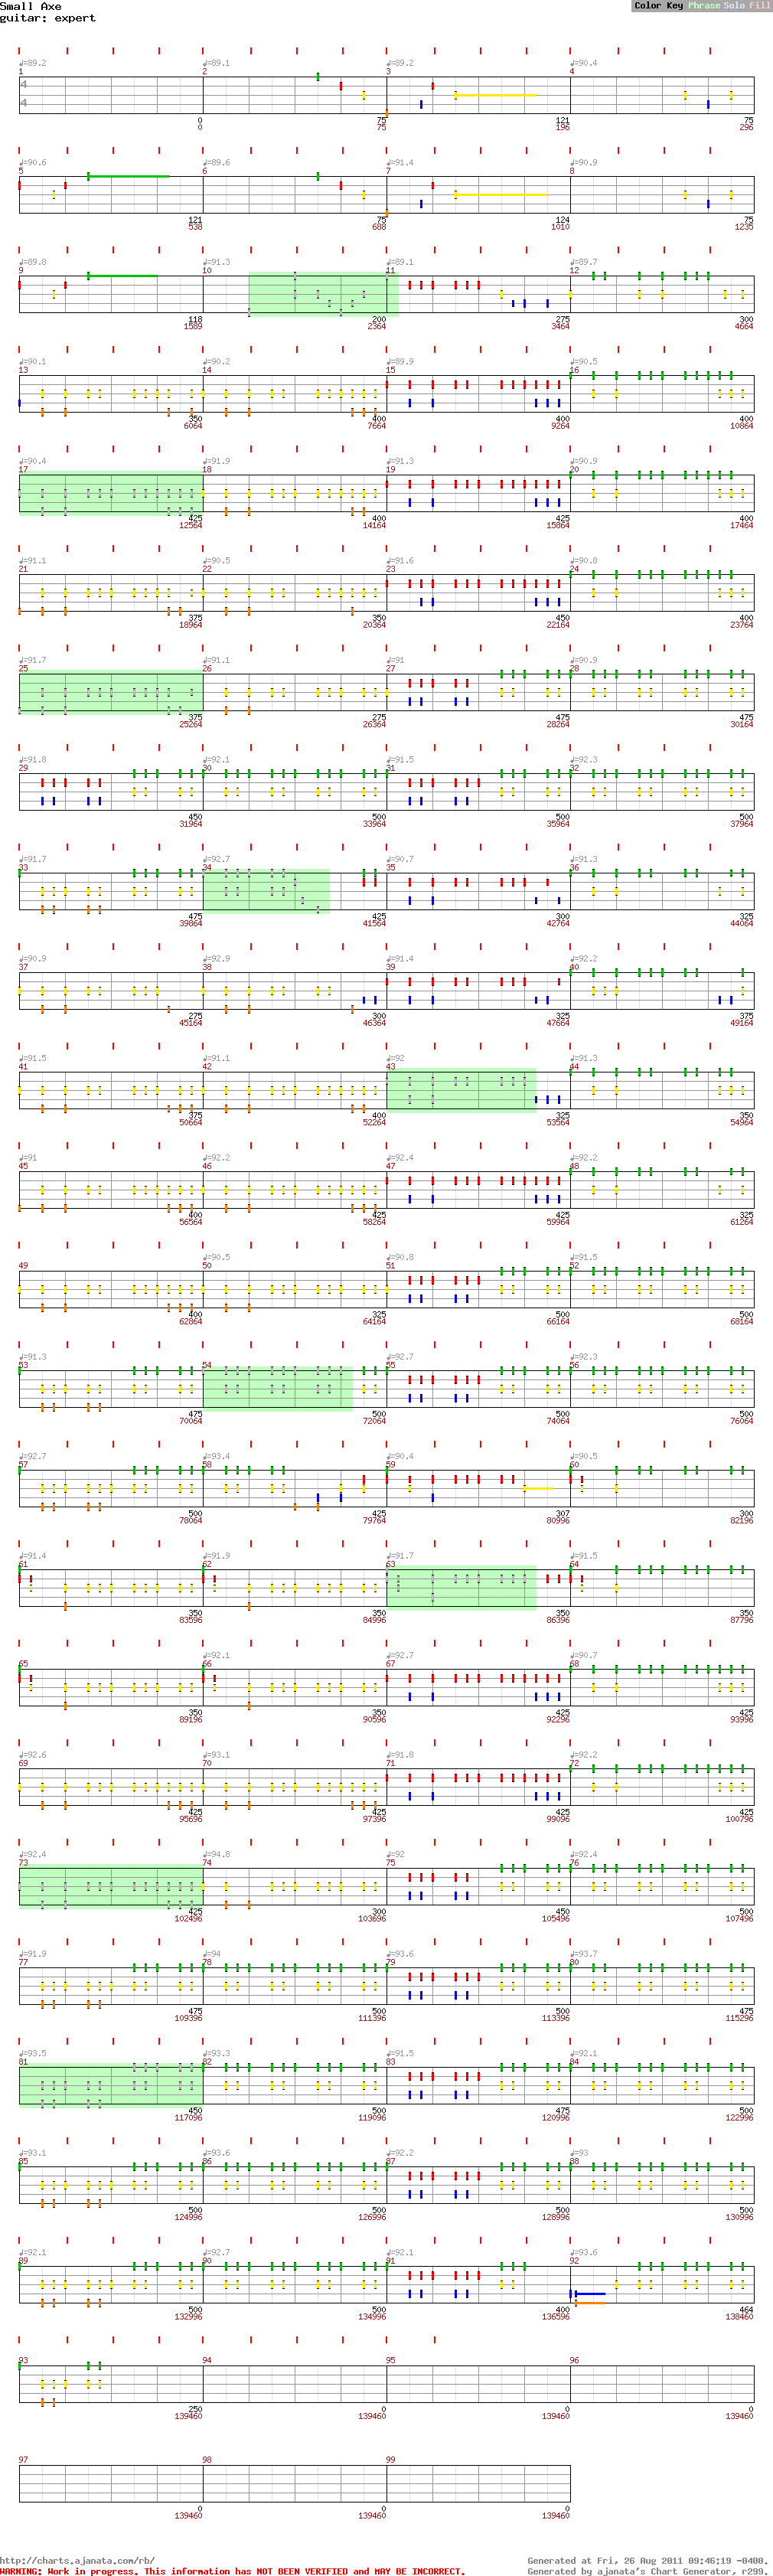 Small Axe
guitar: expert
Color Key Phrase Solo Fill
♩=89.2 ♩=89.1 ♩=89.2 ♩=90.4
1 2 3 4
4
4
0 75 121 75
0 75 196 296
♩=90.6 ♩=89.6 ♩=91.4 ♩=90.9
5 6 7 8
121 75 124 75
538 688 1010 1235
♩=89.8 ♩=91.3 ♩=89.1 ♩=89.7
9 10 11 12
118 200 275 300
1589 2364 3464 4664
♩=90.1 ♩=90.2 ♩=89.9 ♩=90.5
13 14 15 16
350 400 400 400
6064 7664 9264 10864
♩=90.4 ♩=91.9 ♩=91.3 ♩=90.9
17 18 19 20
425 400 425 400
12564 14164 15864 17464
♩=91.1 ♩=90.5 ♩=91.6 ♩=90.8
21 22 23 24
375 350 450 400
18964 20364 22164 23764
♩=91.7 ♩=91.1 ♩=91 ♩=90.9
25 26 27 28
375 275 475 475
25264 26364 28264 30164
♩=91.8 ♩=92.1 ♩=91.5 ♩=92.3
29 30 31 32
450 500 500 500
31964 33964 35964 37964
♩=91.7 ♩=92.7 ♩=90.7 ♩=91.3
33 34 35 36
475 425 300 325
39864 41564 42764 44064
♩=90.9 ♩=92.9 ♩=91.4 ♩=92.2
37 38 39 40
275 300 325 375
45164 46364 47664 49164
♩=91.5 ♩=91.1 ♩=92 ♩=91.3
41 42 43 44
375 400 325 350
50664 52264 53564 54964
♩=91 ♩=92.2 ♩=92.4 ♩=92.2
45 46 47 48
400 425 425 325
56564 58264 59964 61264
♩=90.5 ♩=90.8 ♩=91.5
49 50 51 52
400 325 500 500
62864 64164 66164 68164
♩=91.3 ♩=92.7 ♩=92.3
53 54 55 56
475 500 500 500
70064 72064 74064 76064
♩=92.7 ♩=93.4 ♩=90.4 ♩=90.5
57 58 59 60
500 425 307 300
78064 79764 80996 82196
♩=91.4 ♩=91.9 ♩=91.7 ♩=91.5
61 62 63 64
350 350 350 350
83596 84996 86396 87796
♩=92.1 ♩=92.7 ♩=90.7
65 66 67 68
350 350 425 425
89196 90596 92296 93996
♩=92.6 ♩=93.1 ♩=91.8 ♩=92.2
69 70 71 72
425 425 425 425
95696 97396 99096 100796
♩=92.4 ♩=94.8 ♩=92 ♩=92.4
73 74 75 76
425 300 450 500
102496 103696 105496 107496
♩=91.9 ♩=94 ♩=93.6 ♩=93.7
77 78 79 80
475 500 500 475
109396 111396 113396 115296
♩=93.5 ♩=93.3 ♩=91.5 ♩=92.1
81 82 83 84
450 500 475 500
117096 119096 120996 122996
♩=93.1 ♩=93.6 ♩=92.2 ♩=93
85 86 87 88
500 500 500 500
124996 126996 128996 130996
♩=92.1 ♩=92.7 ♩=92.1 ♩=93.6
89 90 91 92
500 500 400 464
132996 134996 136596 138460
93 94 95 96
250 0 0 0
139460 139460 139460 139460
97 98 99
0 0 0
139460 139460 139460
http://charts.ajanata.com/rb/ Generated at Fri, 26 Aug 2011 09:46:19 -0400.
WARNING: Work in progress. This information has NOT BEEN VERIFIED and MAY BE INCORRECT. Generated by ajanata's Chart Generator, r299.